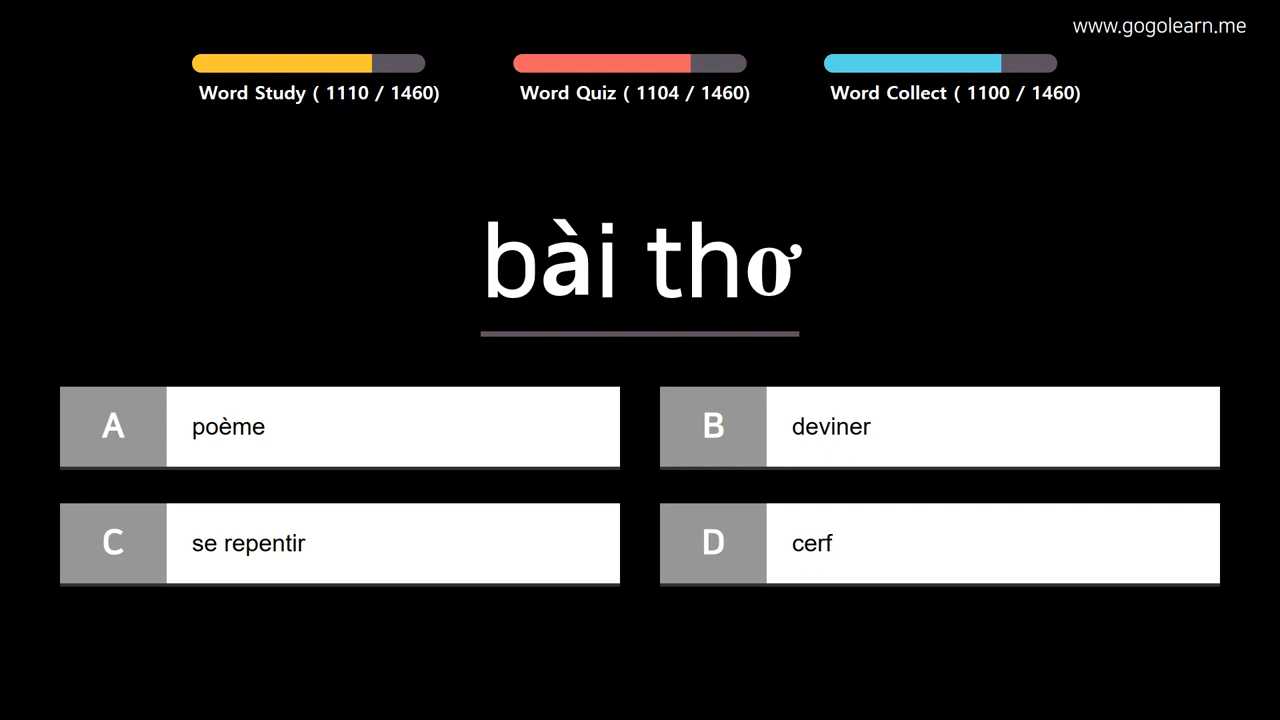 www.gogolearn.me
Word Study ( 1110 / 1460)
Word Quiz ( 1104 / 1460)
Word Collect ( 1100 / 1460)
bài thơ
A poème
B deviner
C se repentir
D cerf